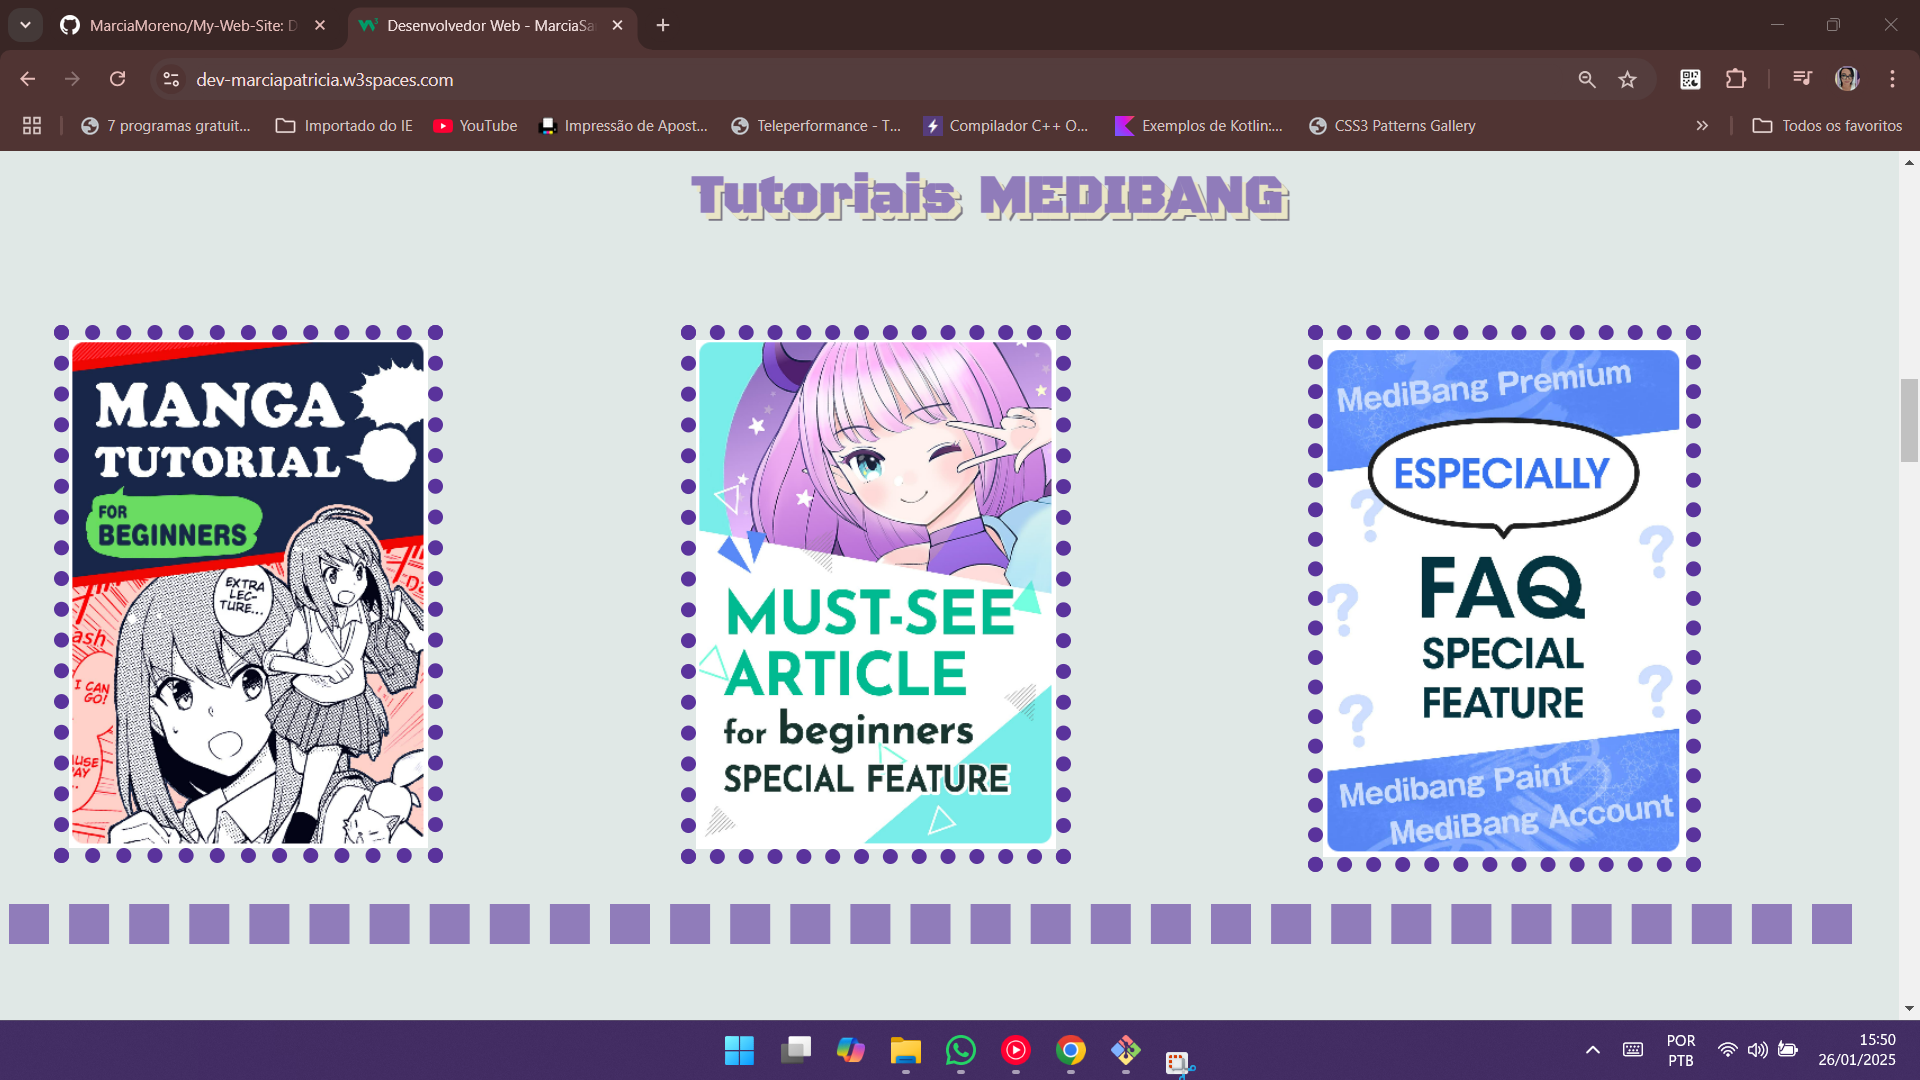 MarciaMoreno/My-Web-Site: D
Desenvolvedor Web - MarciaSa
dev-marciapatricia.w3spaces.com
7 programas gratuit...
Importado do IE
YouTube
Impressão de Apost...
Teleperformance - T...
Compilador C++ O...
Exemplos de Kotlin:...
CSS3 Patterns Gallery
Todos os favoritos
Tutoriais MEDIBANG
MANGA
TUTORIAL
FOR
BEGINNERS
EXTRA
LEC-
TURE...
I CAN
GO!
MUST-SEE
ARTICLE
for beginners
SPECIAL FEATURE
MediBang Premium
ESPECIALLY
FAQ
SPECIAL
FEATURE
Medibang Paint
MediBang Account
POR
PTB
15:50
26/01/2025